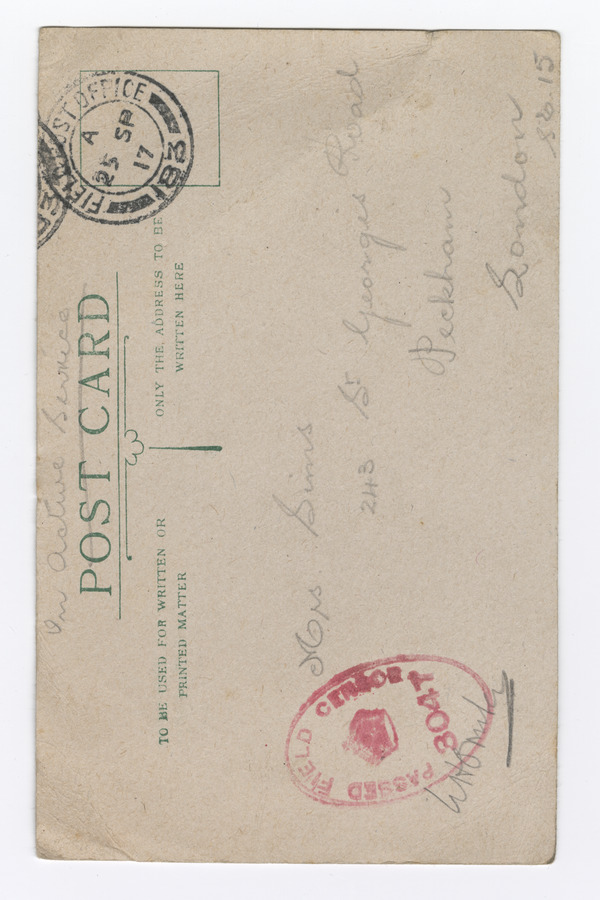 On Active Service
POST CARD
TO BE USED FOR WRITTEN OR
PRINTED MATTER
ONLY THE ADDRESS TO BE
WRITTEN HERE
FIELD POST OFFICE
A
25 SP
17
183
Mrs Sims
243 St Georges Road
Peckham
London
S.E. 15
PASSED FIELD CENSOR
3047